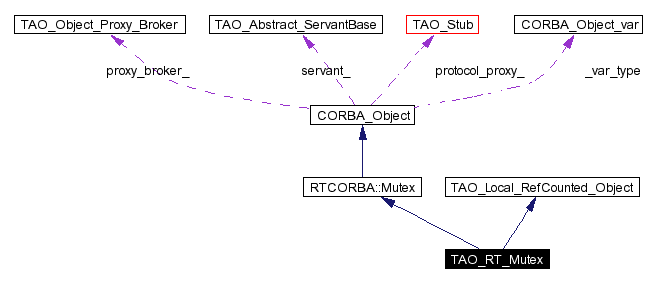 TAO_Object_Proxy_Broker TAO_Abstract_ServantBase TAO_Stub CORBA_Object_var
proxy_broker_ servant_ protocol_proxy_ _var_type
CORBA_Object
RTCORBA::Mutex TAO_Local_RefCounted_Object
TAO_RT_Mutex